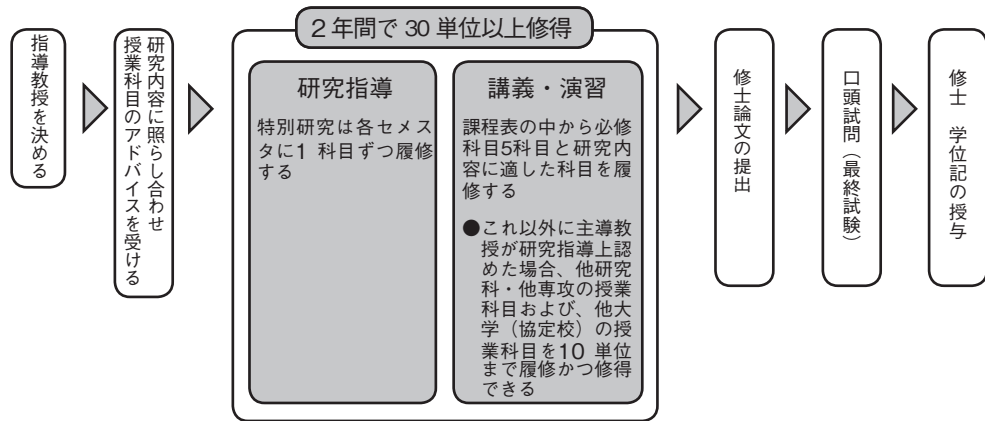 指導教授を決める
研究内容に照らし合わせ
授業科目のアドバイスを受ける
2年間で30単位以上修得
研究指導
特別研究は各セメス
タに1 科目ずつ履修
する
講義・演習
課程表の中から必修
科目5科目と研究内
容に適した科目を履
修する
●これ以外に主導教
授が研究指導上認
めた場合、他研究
科・他専攻の授業
科目および、他大
学（協定校）の授
業科目を10 単位
まで履修かつ修得
できる
修士論文の提出
口頭試問（最終試験）
修士 学位記の授与